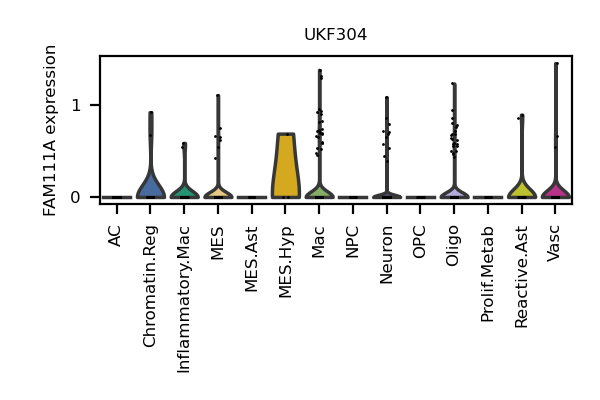 UKF304
FAM111A expression
1
0
AC
Chromatin.Reg
Inflammatory.Mac
MES
MES.Ast
MES.Hyp
Mac
NPC
Neuron
OPC
Oligo
Prolif.Metab
Reactive.Ast
Vasc